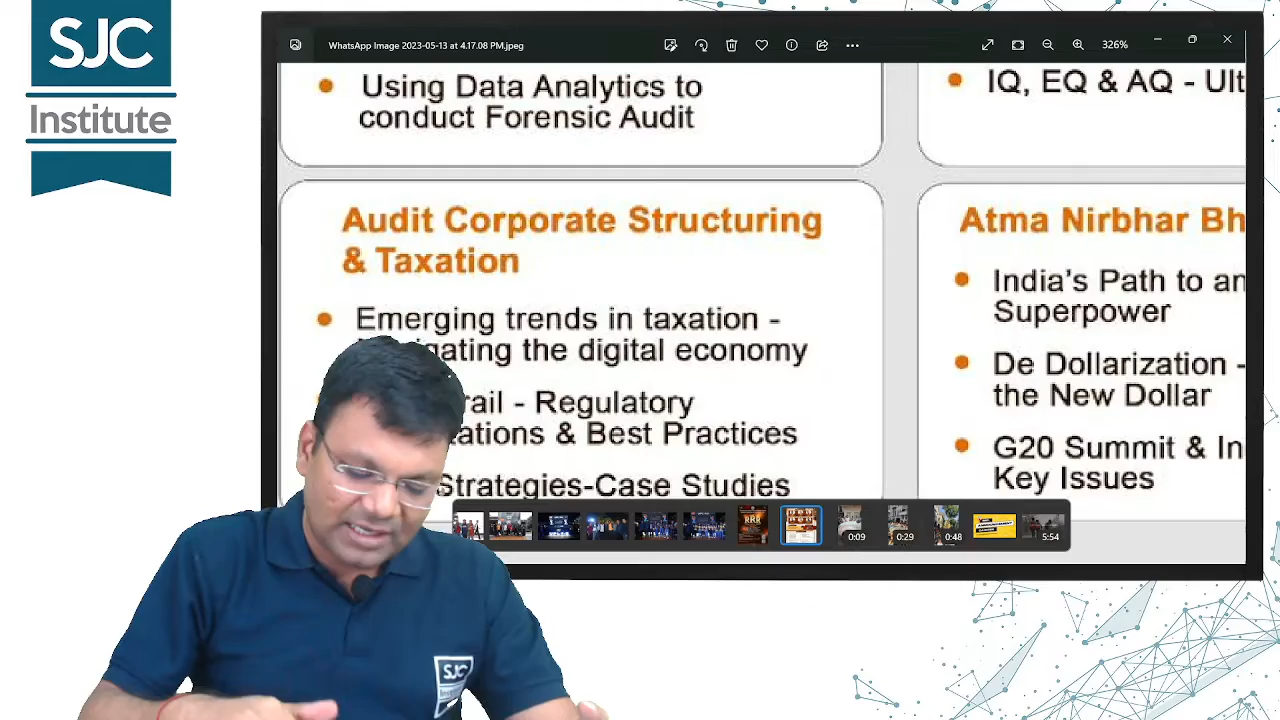 SJC
Institute
WhatsApp Image 2023-05-13 at 4.17.08 PM.jpeg
326%
Using Data Analytics to
conduct Forensic Audit
IQ, EQ & AQ - Ult
Audit Corporate Structuring
& Taxation
Emerging trends in taxation -
the digital economy
- Regulatory
& Best Practices
Strategies-Case Studies
Atma Nirbhar Bh
India's Path to an
Superpower
De Dollarization -
the New Dollar
G20 Summit & In
Key Issues
RRR
0:09
0:29
0:48
ANNOUNCEMENT
5:54
SJC